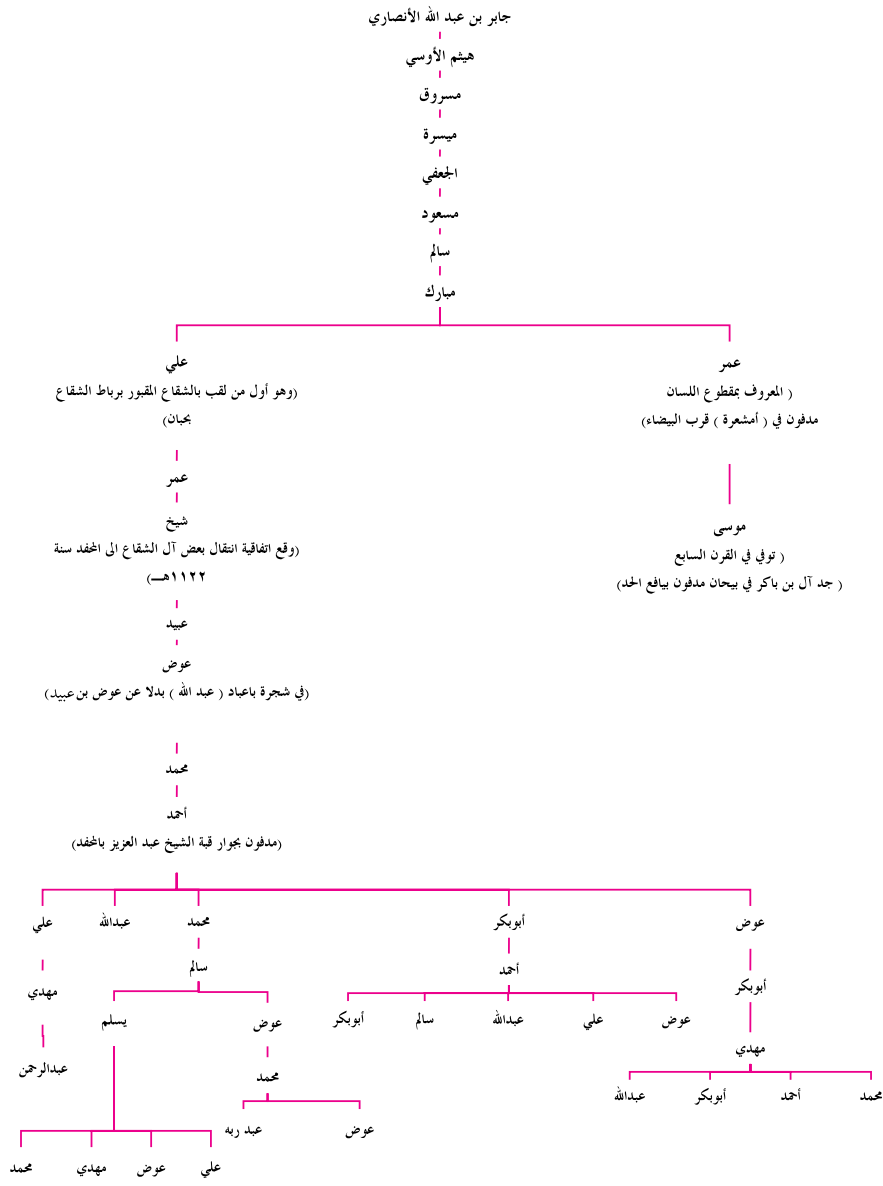 جابر بن عبد الله الأنصاري
هيثم الأوسي
مسروق
ميسرة
الجعفي
مسعود
سالم
مبارك
عمر
( المعروف بمقطوع اللسان
مدفون في ( أمشعرة ) قرب البيضاء)
موسى
( توفي في القرن السابع
( جد آل بن باكر في بيحان مدفون بيافع الحد)
علي
(وهو أول من لقب بالشقاع المقبور برباط الشقاع
بحبان)
عمر
شيخ
(وقع اتفاقية انتقال بعض آل الشقاع الى المحفد سنة
١١٢٢هـــ)
عبيد
عوض
(في شجرة باعباد ( عبد الله ) بدلا عن عوض بن عبيد)
محمد
أحمد
(مدفون بجوار قبة الشيخ عبد العزيز بالمحفد)
عوض أبوبكر محمد عبدالله علي
أبوبكر أحمد سالم مهدي
عوض علي عبدالله سالم أبوبكر عوض يسلم
مهدي محمد عبدالرحمن
محمد أحمد أبوبكر عبدالله
عوض عبد ربه
علي عوض مهدي محمد